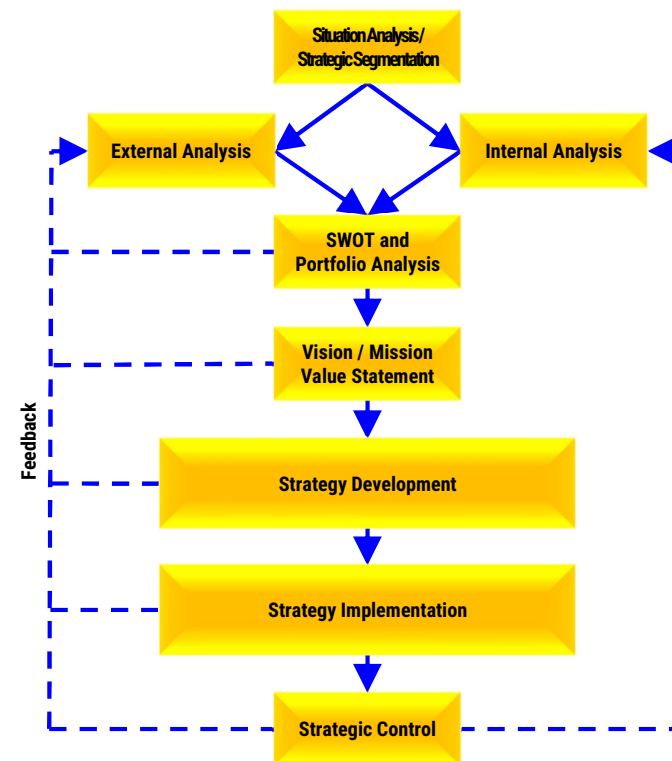 Situation Analysis/
Strategic Segmentation
External Analysis
Internal Analysis
SWOT and
Portfolio Analysis
Vision / Mission
Value Statement
Feedback
Strategy Development
Strategy Implementation
Strategic Control